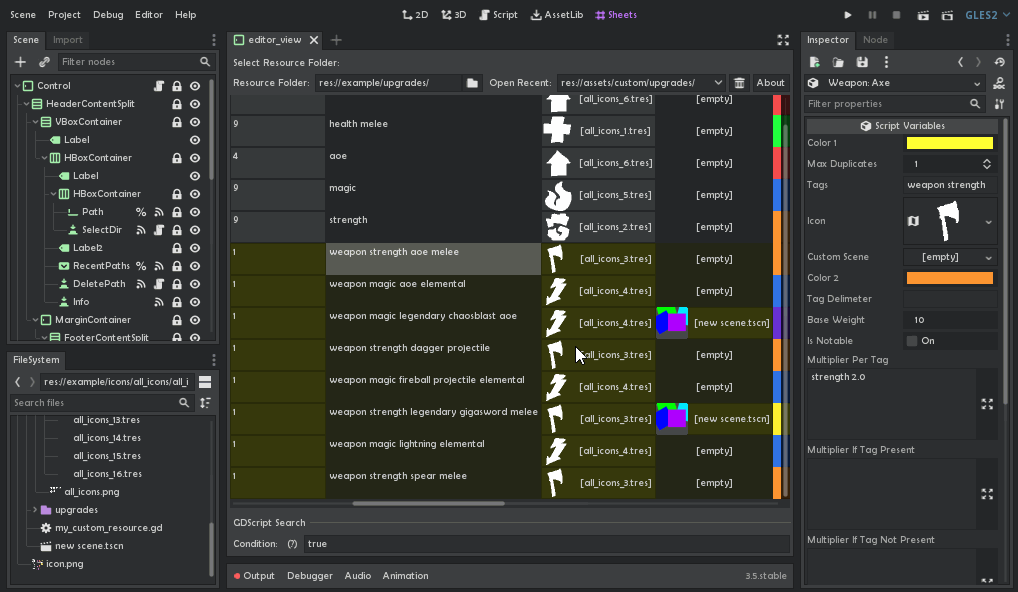 Scene Project Debug Editor Help
2D 3D Script AssetLib Sheets
GLES2
Scene Import
Filter nodes
Control
HeaderContentSplit
VBoxContainer
Label
HBoxContainer
Label
HBoxContainer
Path
SelectDir
Label2
RecentPaths
DeletePath
Info
MarginContainer
FooterContentSplit
FileSystem
res://example/icons/all_icons/all_i
Search files
all_icons_13.tres
all_icons_14.tres
all_icons_15.tres
all_icons_16.tres
all_icons.png
upgrades
my_custom_resource.gd
new scene.tscn
icon.png
editor_view
Select Resource Folder:
Resource Folder: res://example/upgrades/ Open Recent: res://assets/custom/upgrades/ About
[all_icons_6.tres] [empty]
9 health melee [all_icons_1.tres] [empty]
4 aoe [all_icons_6.tres] [empty]
9 magic [all_icons_5.tres] [empty]
9 strength [all_icons_2.tres] [empty]
1 weapon strength aoe melee [all_icons_3.tres] [empty]
1 weapon magic aoe elemental [all_icons_4.tres] [empty]
1 weapon magic legendary chaosblast aoe [all_icons_4.tres] [new scene.tscn]
1 weapon strength dagger projectile [all_icons_3.tres] [empty]
1 weapon magic fireball projectile elemental [all_icons_4.tres] [empty]
1 weapon strength legendary gigasword melee [all_icons_3.tres] [new scene.tscn]
1 weapon magic lightning elemental [all_icons_4.tres] [empty]
1 weapon strength spear melee [all_icons_3.tres] [empty]
GDScript Search
Condition: (?) true
Output Debugger Audio Animation 3.5.stable
Inspector Node
Weapon: Axe
Filter properties
Script Variables
Color 1
Max Duplicates 1
Tags weapon strength
Icon
Custom Scene [empty]
Color 2
Tag Delimeter
Base Weight 10
Is Notable On
Multiplier Per Tag
strength 2.0
Multiplier If Tag Present
Multiplier If Tag Not Present